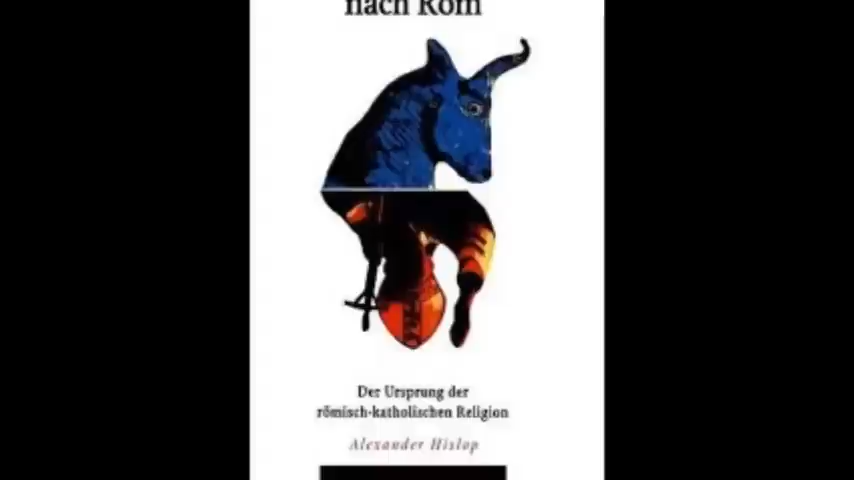 nach Rom
Der Ursprung der
römisch-katholischen Religion
Alexander Hislop